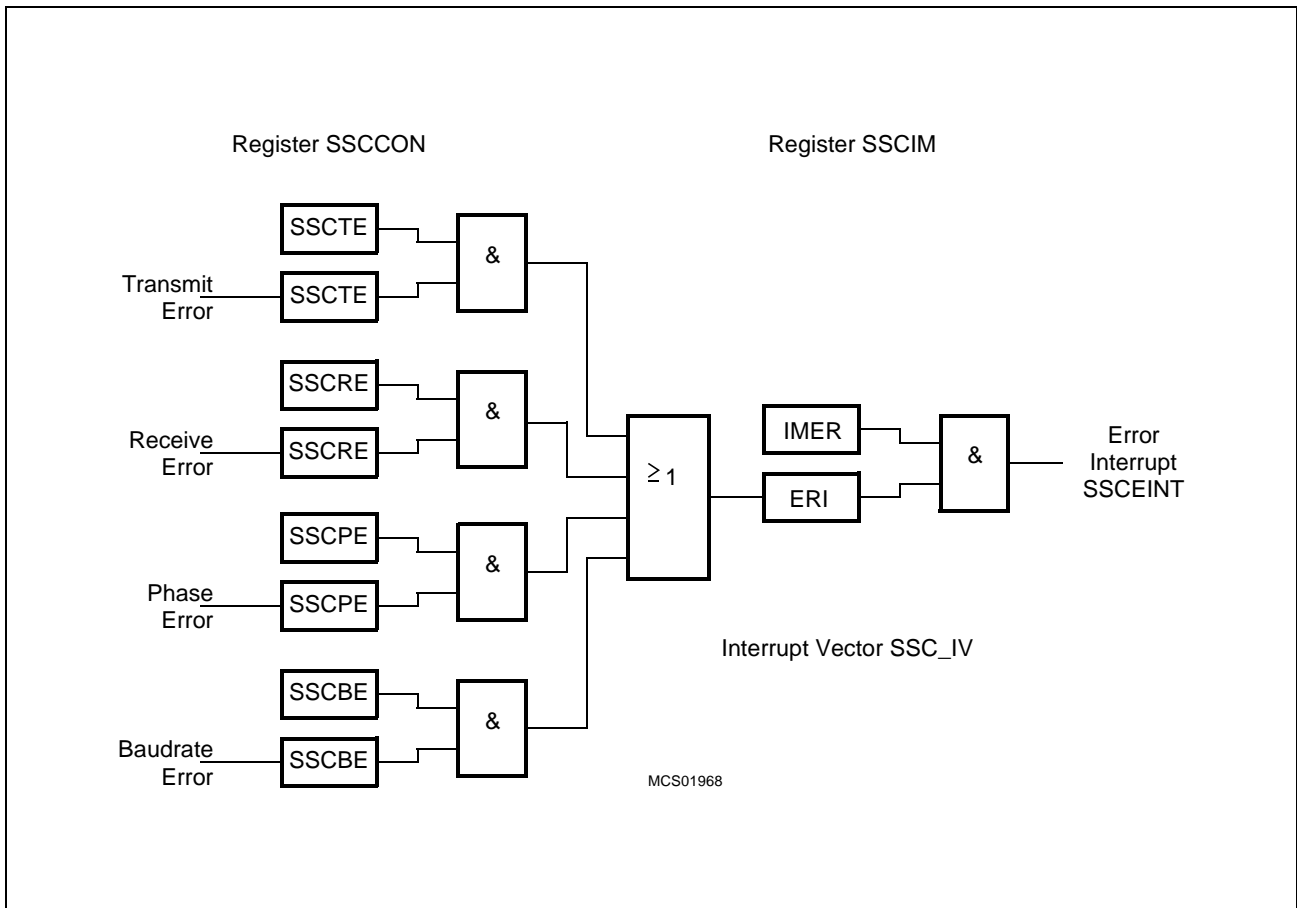 Register SSCCON
Register SSCIM
SSCTE
&
Transmit
Error
SSCTE
SSCRE
&
Receive
Error
SSCRE
SSCPE
&
Phase
Error
SSCPE
SSCBE
&
Baudrate
Error
SSCBE
≥ 1
IMER
ERI
&
Error
Interrupt
SSCEINT
Interrupt Vector SSC_IV
MCS01968